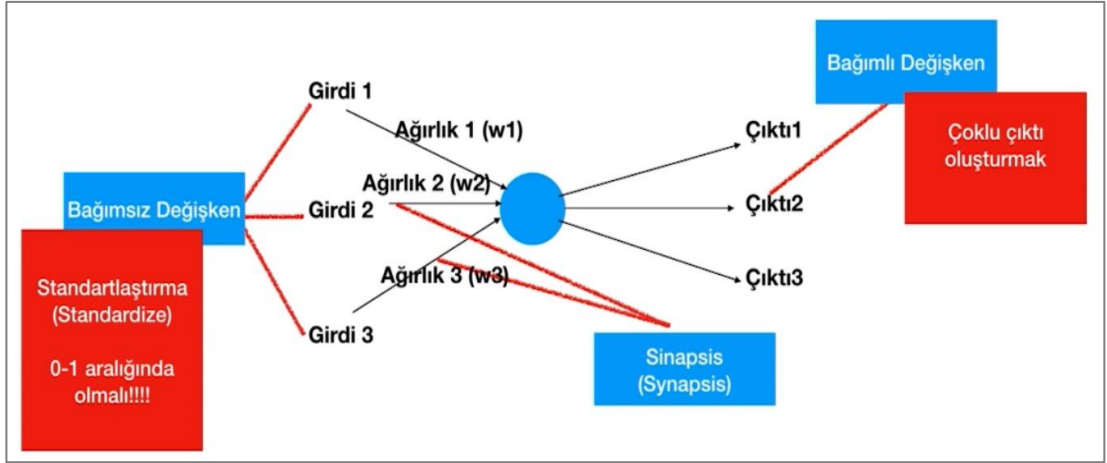 Bağımlı Değişken
Çoklu çıktı
oluşturmak
Girdi 1
Ağırlık 1 (w1)
Çıktı1
Ağırlık 2 (w2)
Bağımsız Değişken
Girdi 2
Çıktı2
Ağırlık 3 (w3)
Çıktı3
Girdi 3
Standartlaştırma
(Standardize)
0-1 aralığında
olmalı!!!!
Sinapsis
(Synapsis)